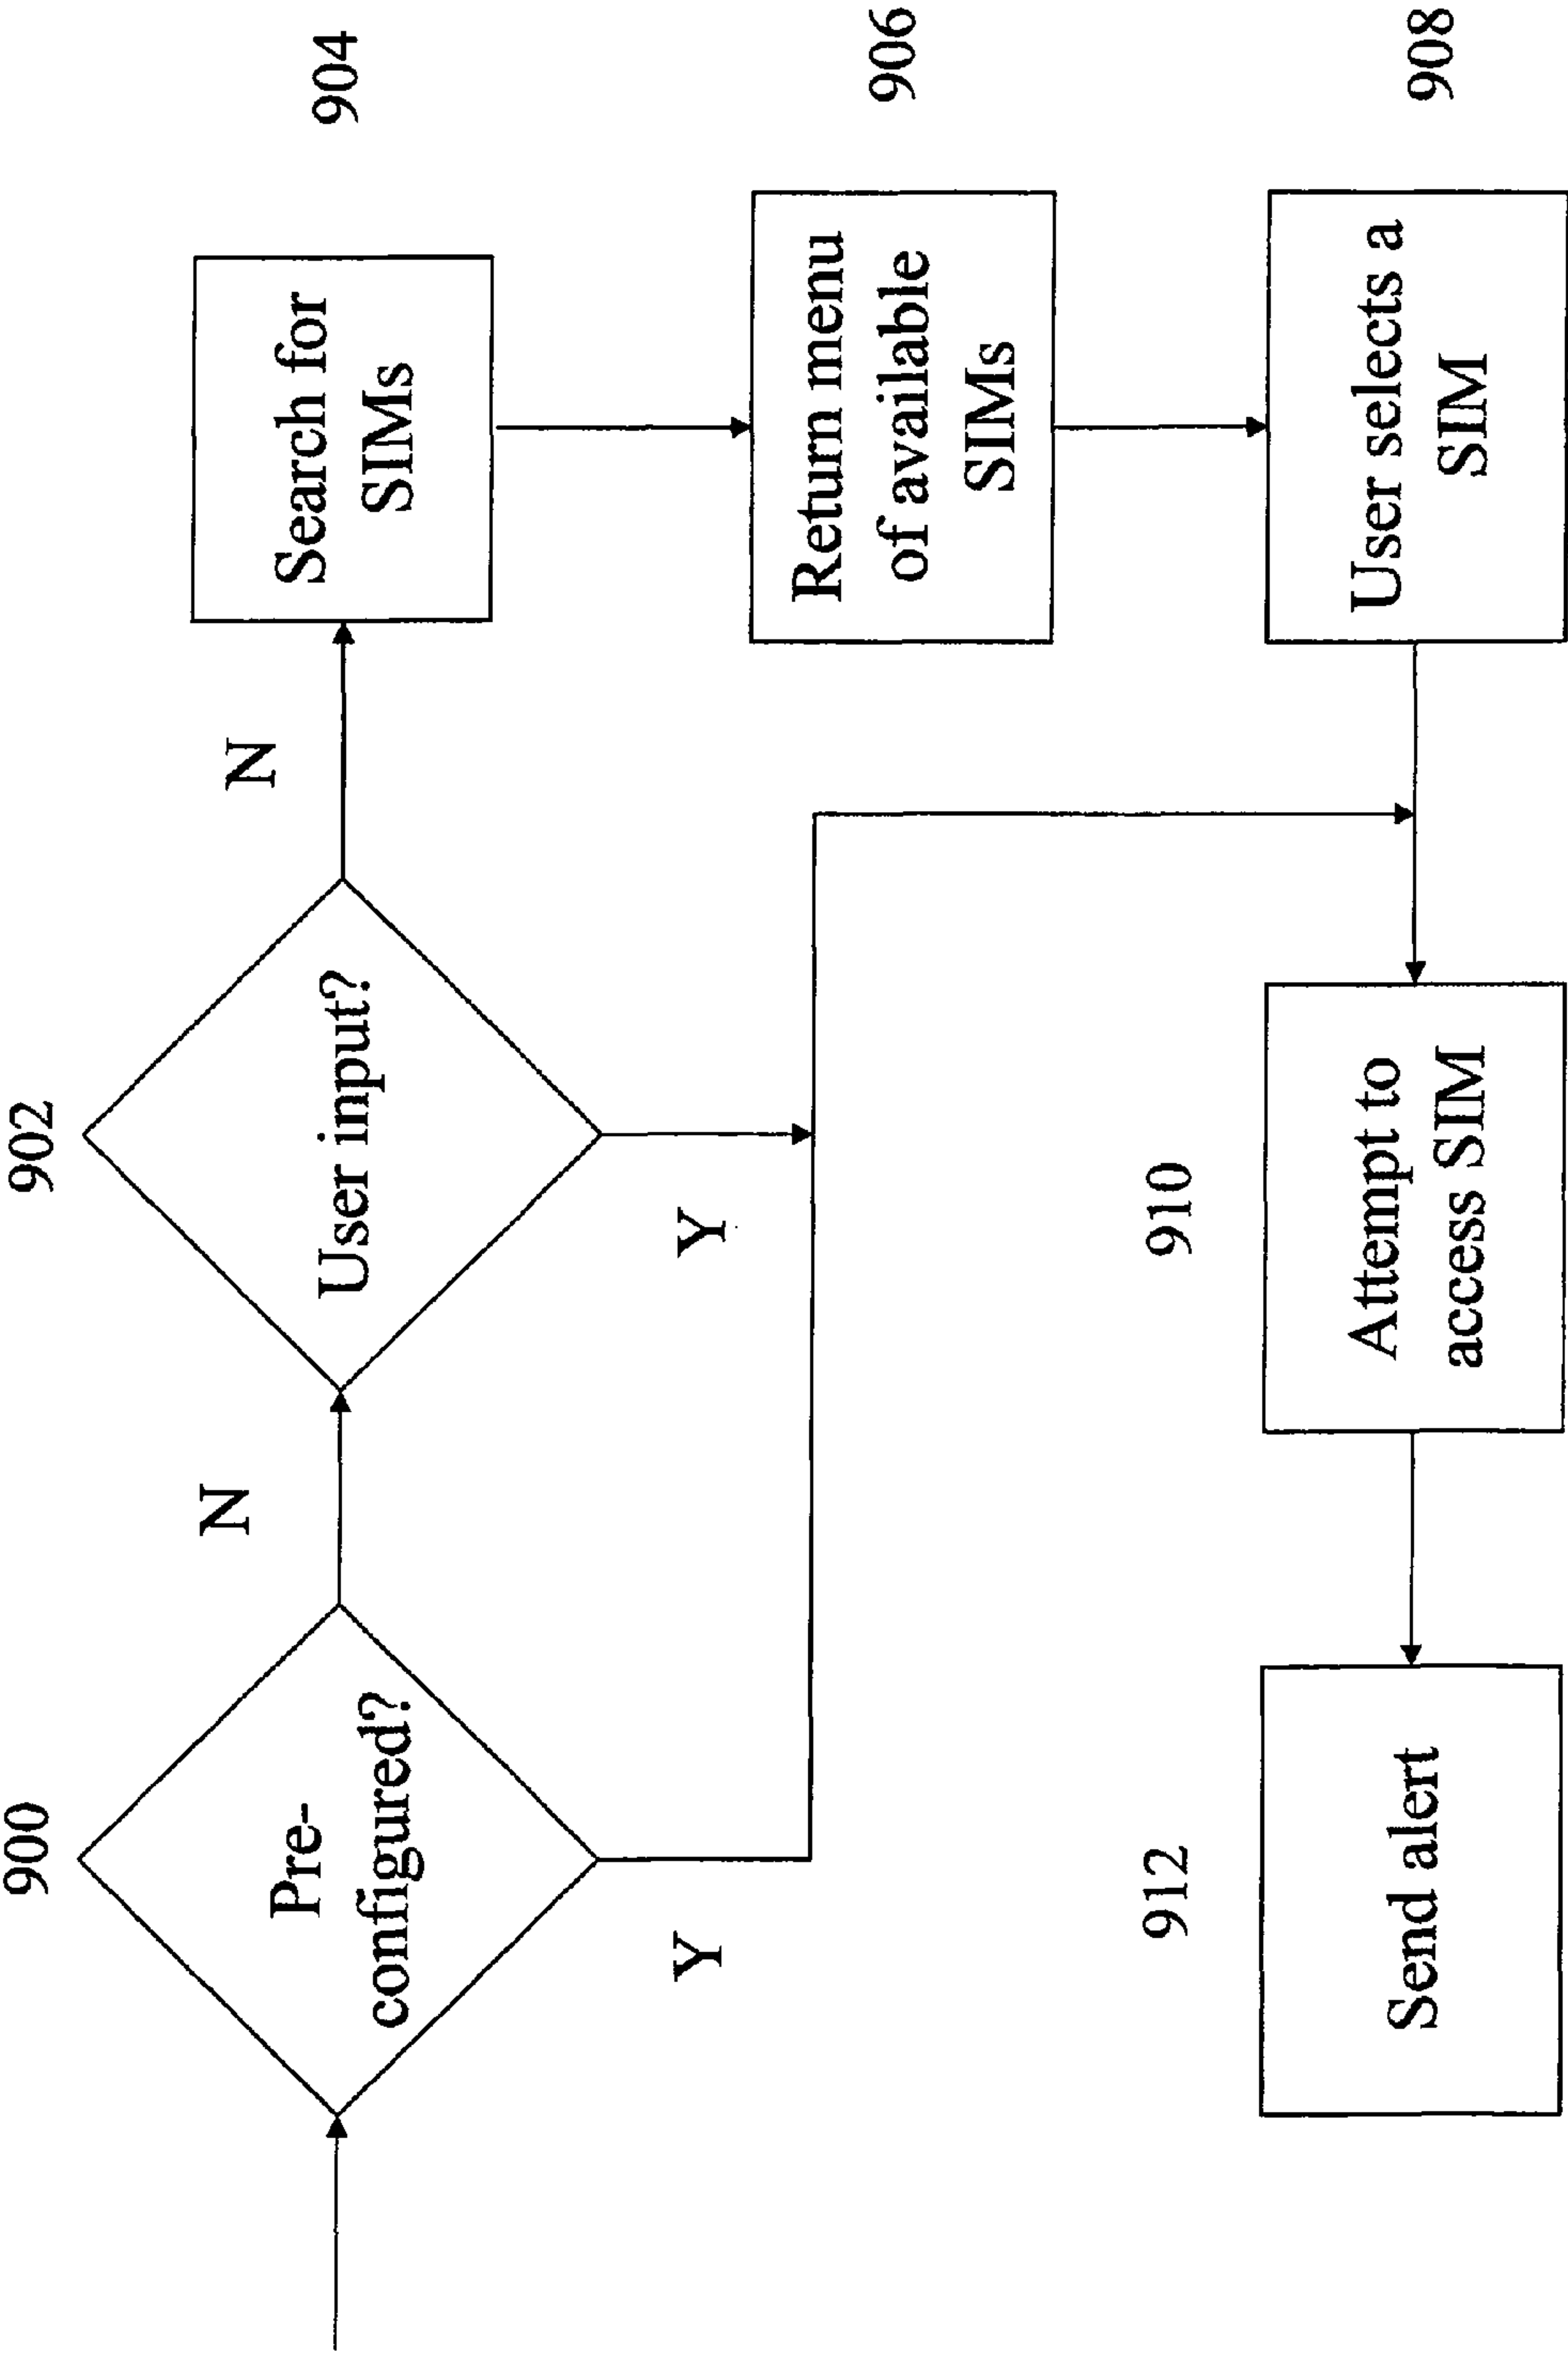 900
Pre-
configured?
N
Y
902
User input?
N
Y
904
Search for
SIMs
906
Return menu
of available
SIMs
908
User selects a
SIM
910
Attempt to
access SIM
912
Send alert